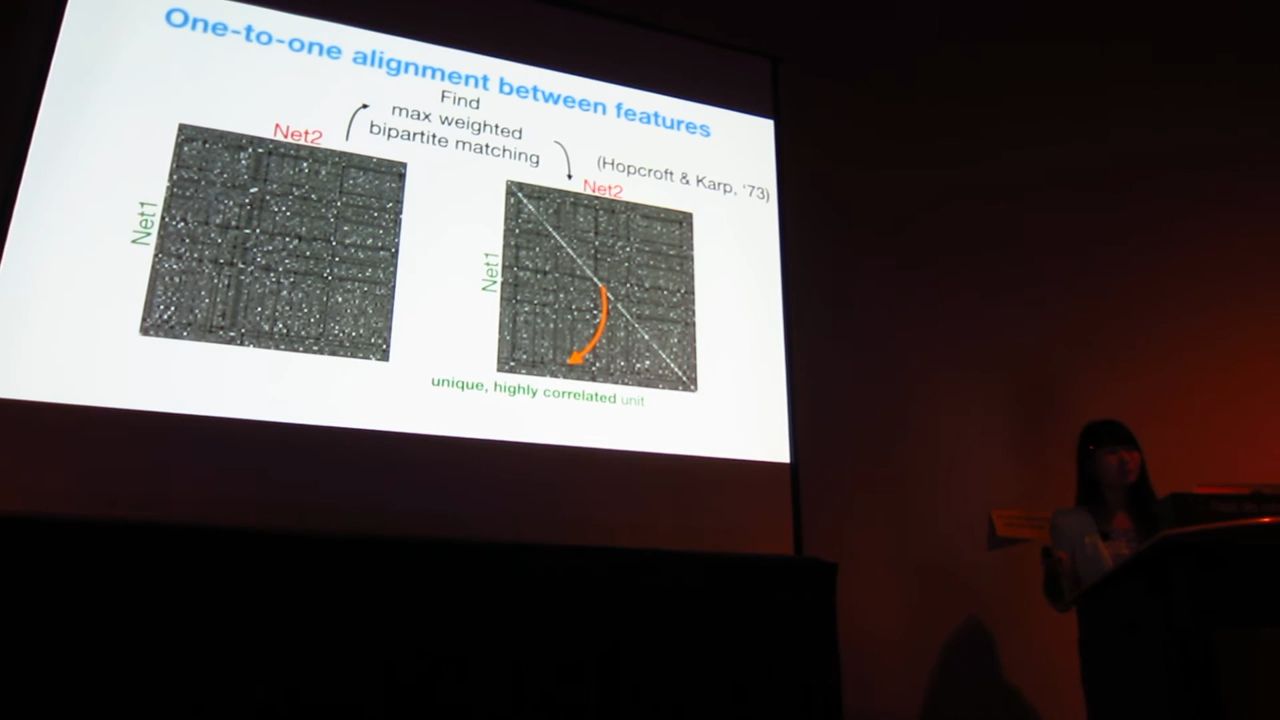 One-to-one alignment between features
Find
max weighted
bipartite matching
(Hopcroft & Karp, ‘73)
Net2
Net1
Net2
Net1
unique, highly correlated unit